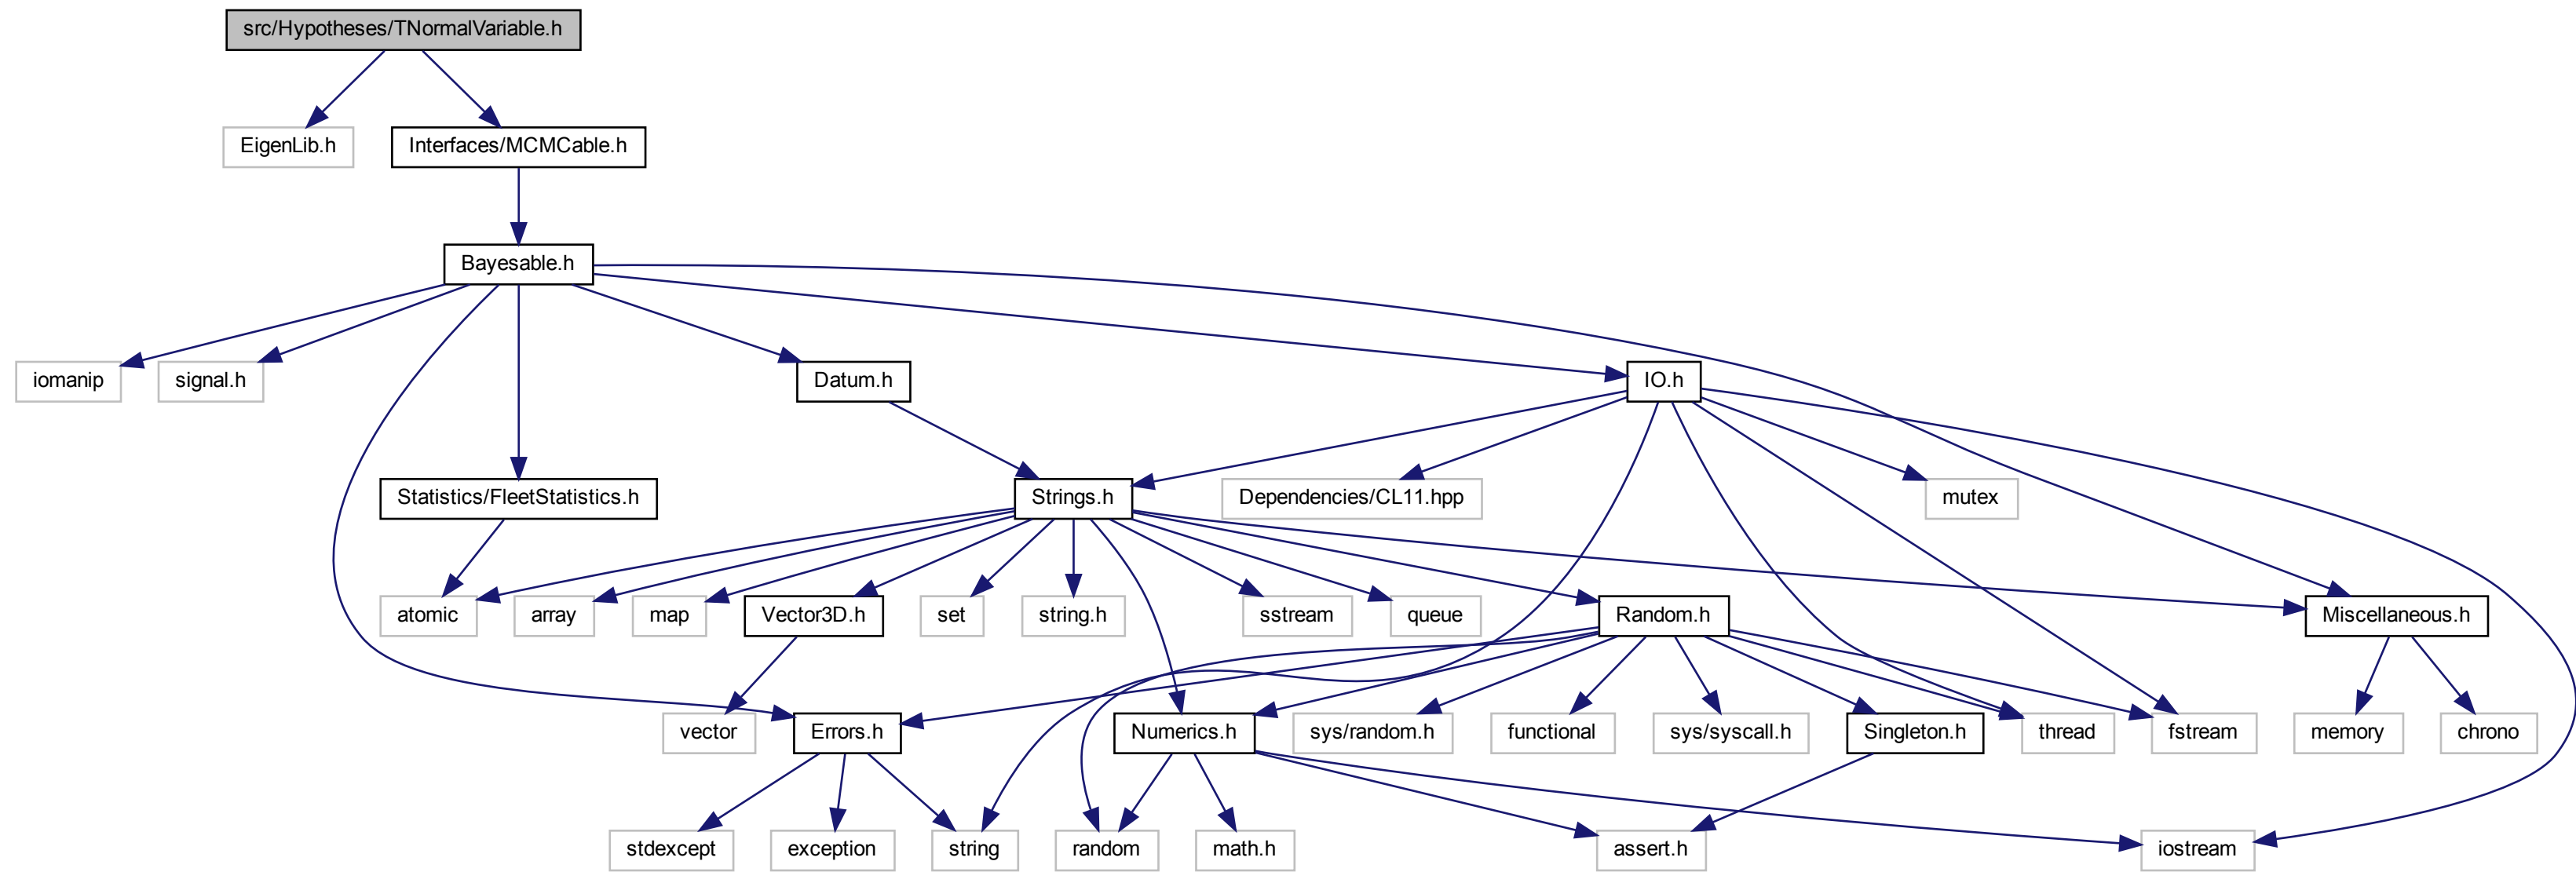 src/Hypotheses/TNormalVariable.h
EigenLib.h
Interfaces/MCMCable.h
Bayesable.h
iomanip
signal.h
Datum.h
IO.h
Statistics/FleetStatistics.h
Strings.h
Dependencies/CL11.hpp
mutex
atomic
array
map
Vector3D.h
set
string.h
sstream
queue
Random.h
Miscellaneous.h
vector
Errors.h
Numerics.h
sys/random.h
functional
sys/syscall.h
Singleton.h
thread
fstream
memory
chrono
stdexcept
exception
string
random
math.h
assert.h
iostream